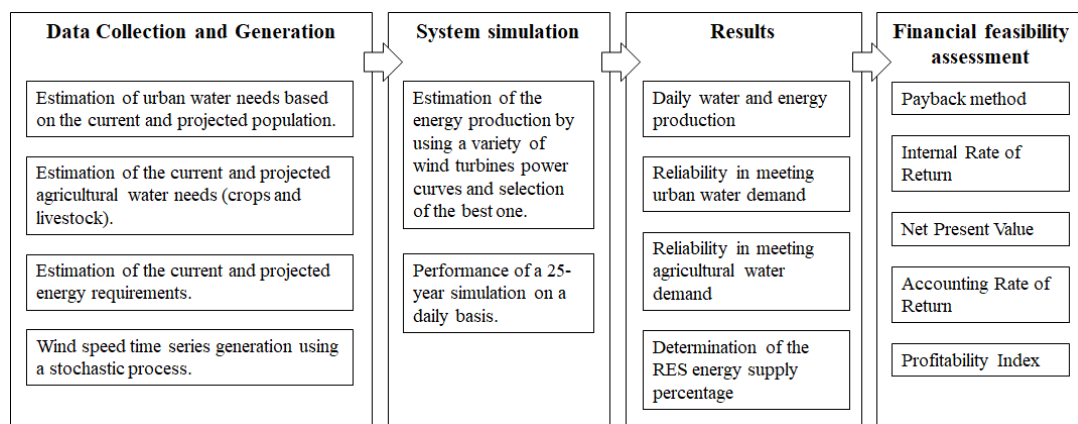 Data Collection and Generation
Estimation of urban water needs based
on the current and projected population.
Estimation of the current and projected
agricultural water needs (crops and
livestock).
Estimation of the current and projected
energy requirements.
Wind speed time series generation using
a stochastic process.
System simulation
Estimation of the
energy production by
using a variety of
wind turbines power
curves and selection
of the best one.
Performance of a 25-
year simulation on a
daily basis.
Results
Daily water and energy
production
Reliability in meeting
urban water demand
Reliability in meeting
agricultural water
demand
Determination of the
RES energy supply
percentage
Financial feasibility
assessment
Payback method
Internal Rate of
Return
Net Present Value
Accounting Rate of
Return
Profitability Index